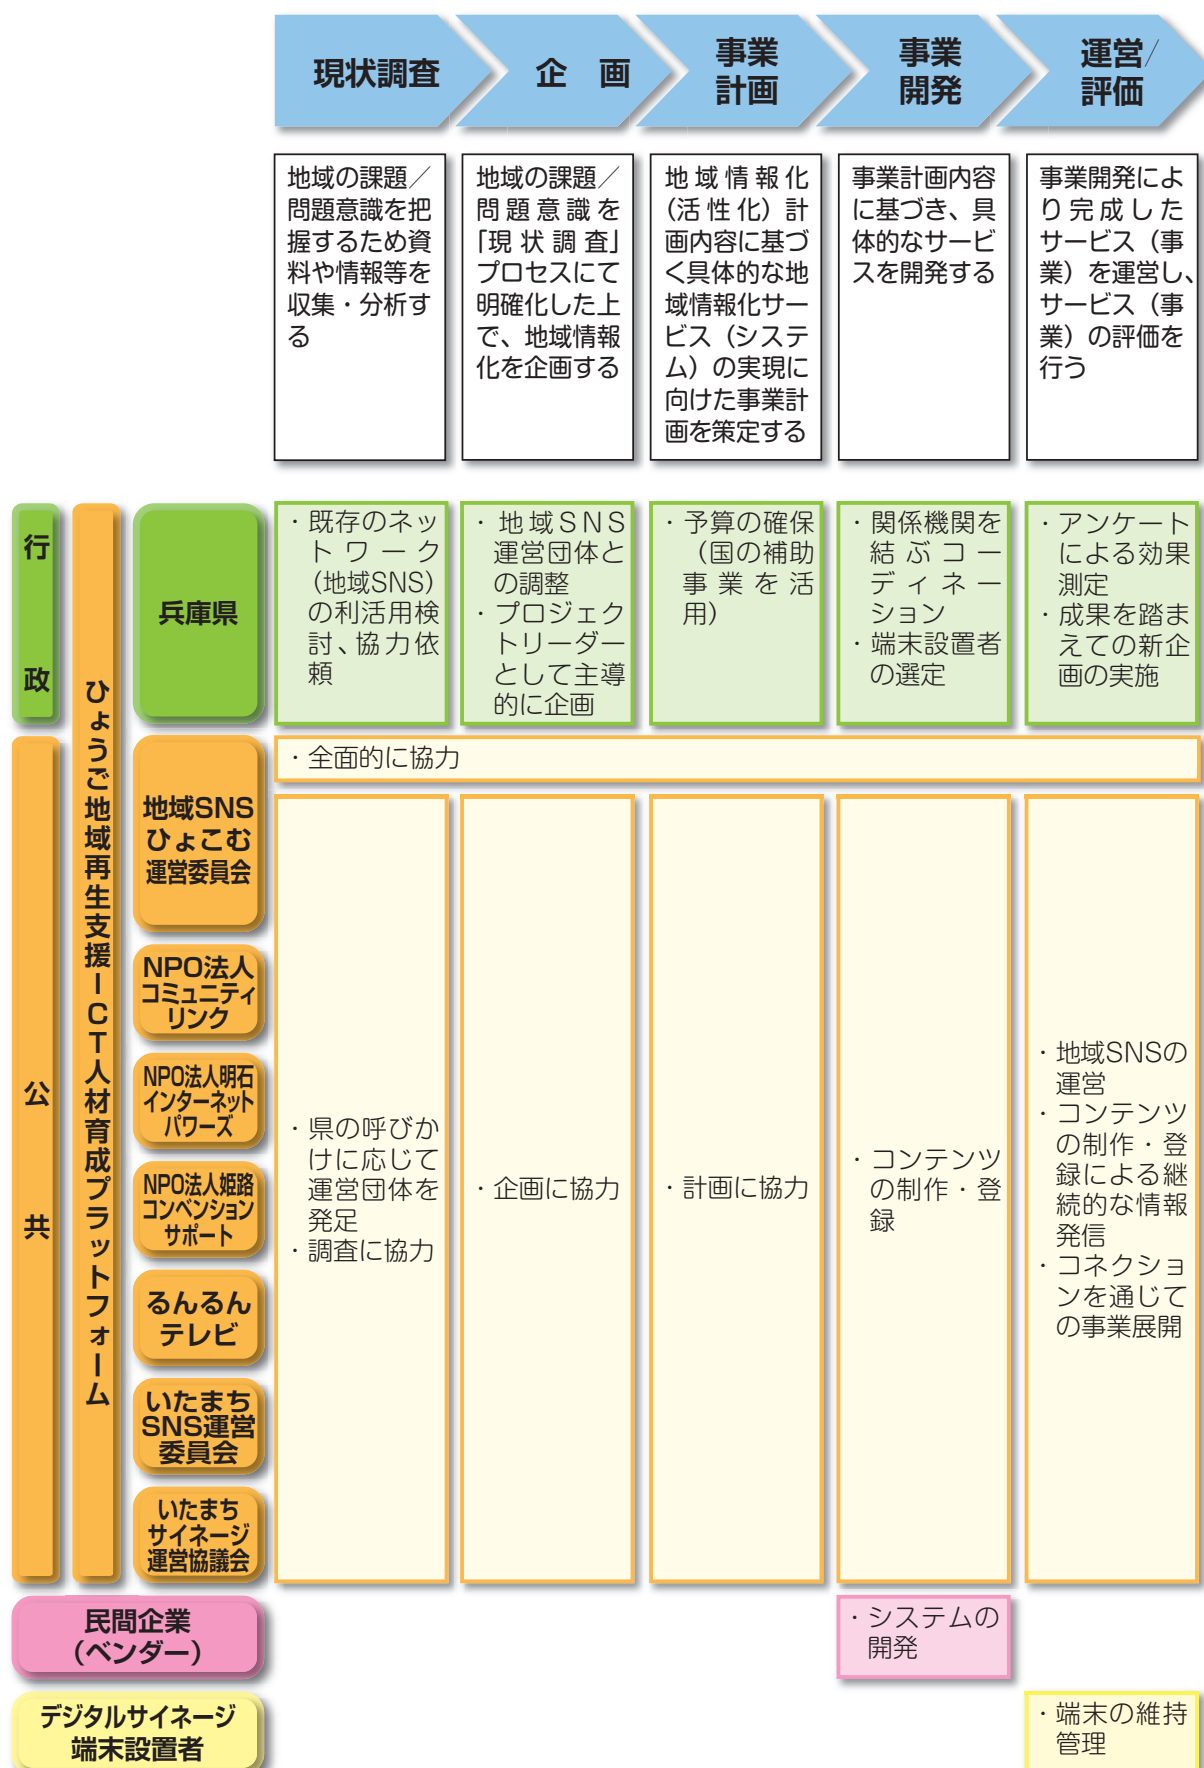 現状調査
企　画
事業
計画
事業
開発
運営/
評価
地域の課題／
問題意識を把
握するため資
料や情報等を
収集・分析す
る
地域の課題／
問題意識を
「現状調査」
プロセスにて
明確化した上
で、地域情報
化を企画する
地域情報化
（活性化）計
画内容に基づ
く具体的な地
域情報化サー
ビス（システ
ム）の実現に
向けた事業計
画を策定する
事業計画内容
に基づき、具
体的なサービ
スを開発する
事業開発によ
り完成した
サービス（事
業）を運営し、
サービス（事
業）の評価を
行う
行政
ひょうご地域再生支援ICT人材育成プラットフォーム
兵庫県
・既存のネッ
トワーク
（地域SNS）
の利活用検
討、協力依
頼
・地域SNS
運営団体と
の調整
・プロジェク
トリーダー
として主導
的に企画
・予算の確保
（国の補助
事業を活
用）
・関係機関を
結ぶコー
ディネー
ション
・端末設置者
の選定
・アンケート
による効果
測定
・成果を踏ま
えての新企
画の実施
公共
地域SNS
ひょこむ
運営委員会
NPO法人
コミュニティ
リンク
NPO法人明石
インターネット
パワーズ
NPO法人姫路
コンベンション
サポート
るんるん
テレビ
いたまち
SNS運営
委員会
いたまち
サイネージ
運営協議会
・全面的に協力
・県の呼びか
けに応じて
運営団体を
発足
・調査に協力
・企画に協力
・計画に協力
・コンテンツ
の制作・登
録
・地域SNSの
運営
・コンテンツ
の制作・登
録による継
続的な情報
発信
・コネクショ
ンを通じて
の事業展開
民間企業
（ベンダー）
・システムの
開発
デジタルサイネージ
端末設置者
・端末の維持
管理